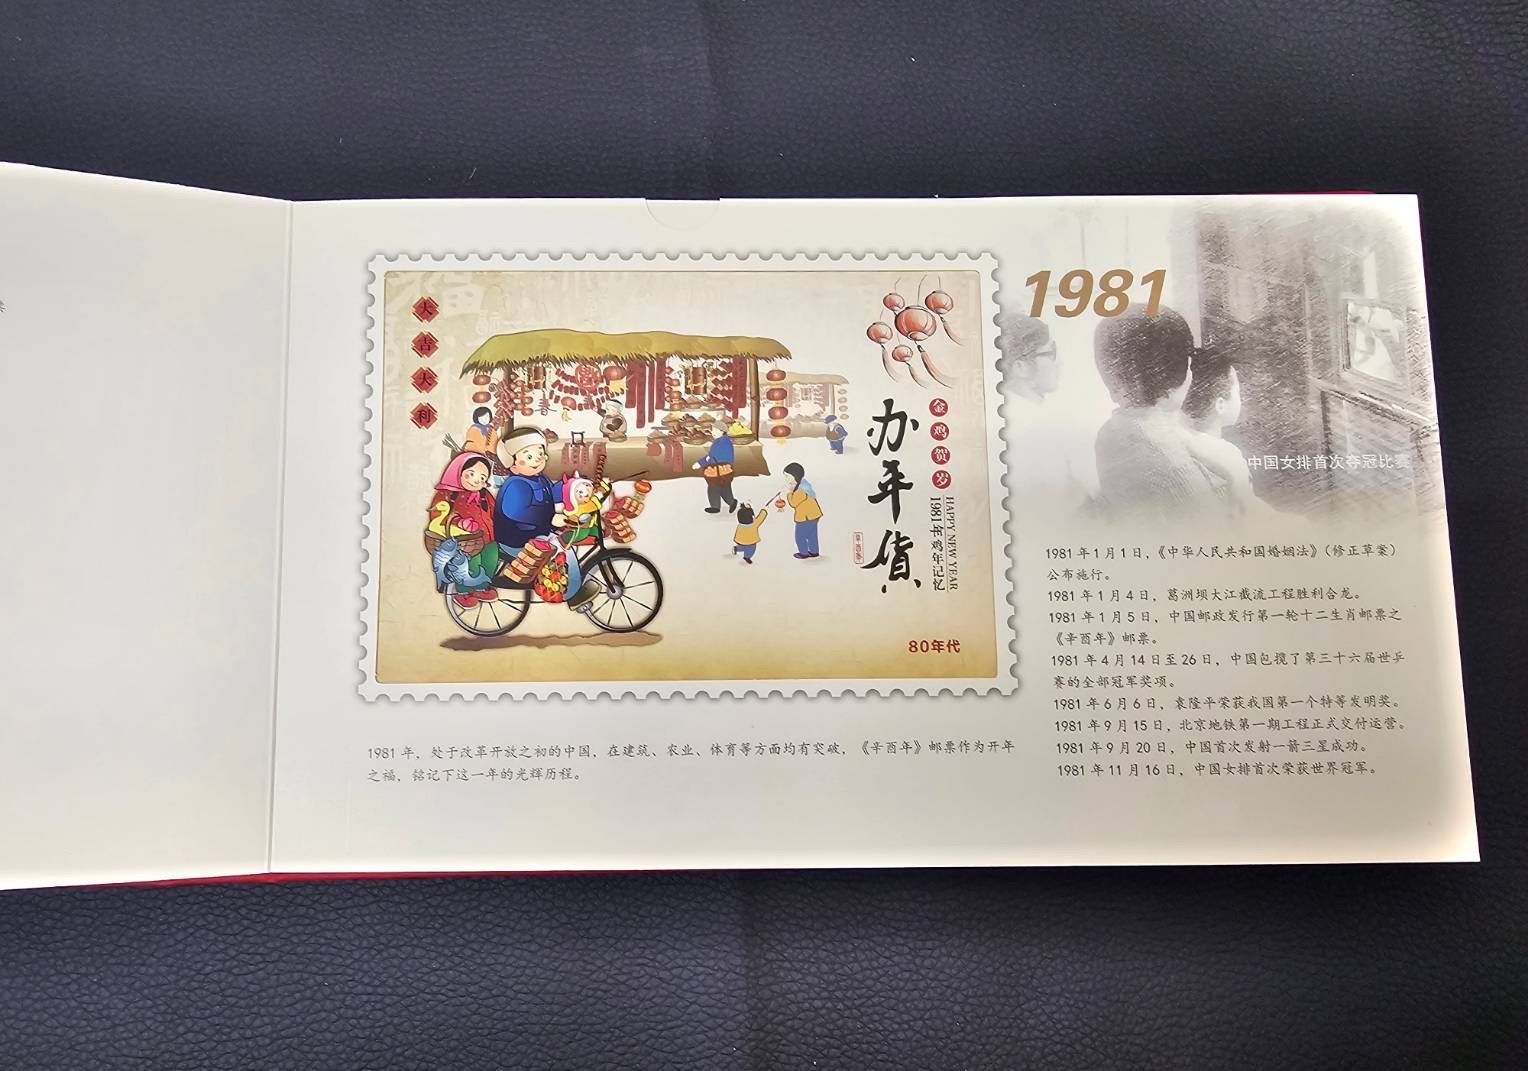 大吉大利
金鸡贺岁
办年货
HAPPY NEW YEAR
1981年鸡年记忆
80年代
1981年，处于改革开放之初的中国，在建筑、农业、体育等方面均有突破，《辛酉年》邮票作为开年
之福，铭记下这一年的光辉历程。
1981
中国女排首次夺冠比赛
1981年1月1日，《中华人民共和国婚姻法》（修正草案）
公布施行。
1981年1月4日，葛洲坝大江截流工程胜利合龙。
1981年1月5日，中国邮政发行第一轮十二生肖邮票之
《辛酉年》邮票。
1981年4月14日至26日，中国包揽了第三十六届世乒
赛的全部冠军奖项。
1981年6月6日，袁隆平荣获我国第一个特等发明奖。
1981年9月15日，北京地铁第一期工程正式交付运营。
1981年9月20日，中国首次发射一箭三星成功。
1981年11月16日，中国女排首次荣获世界冠军。